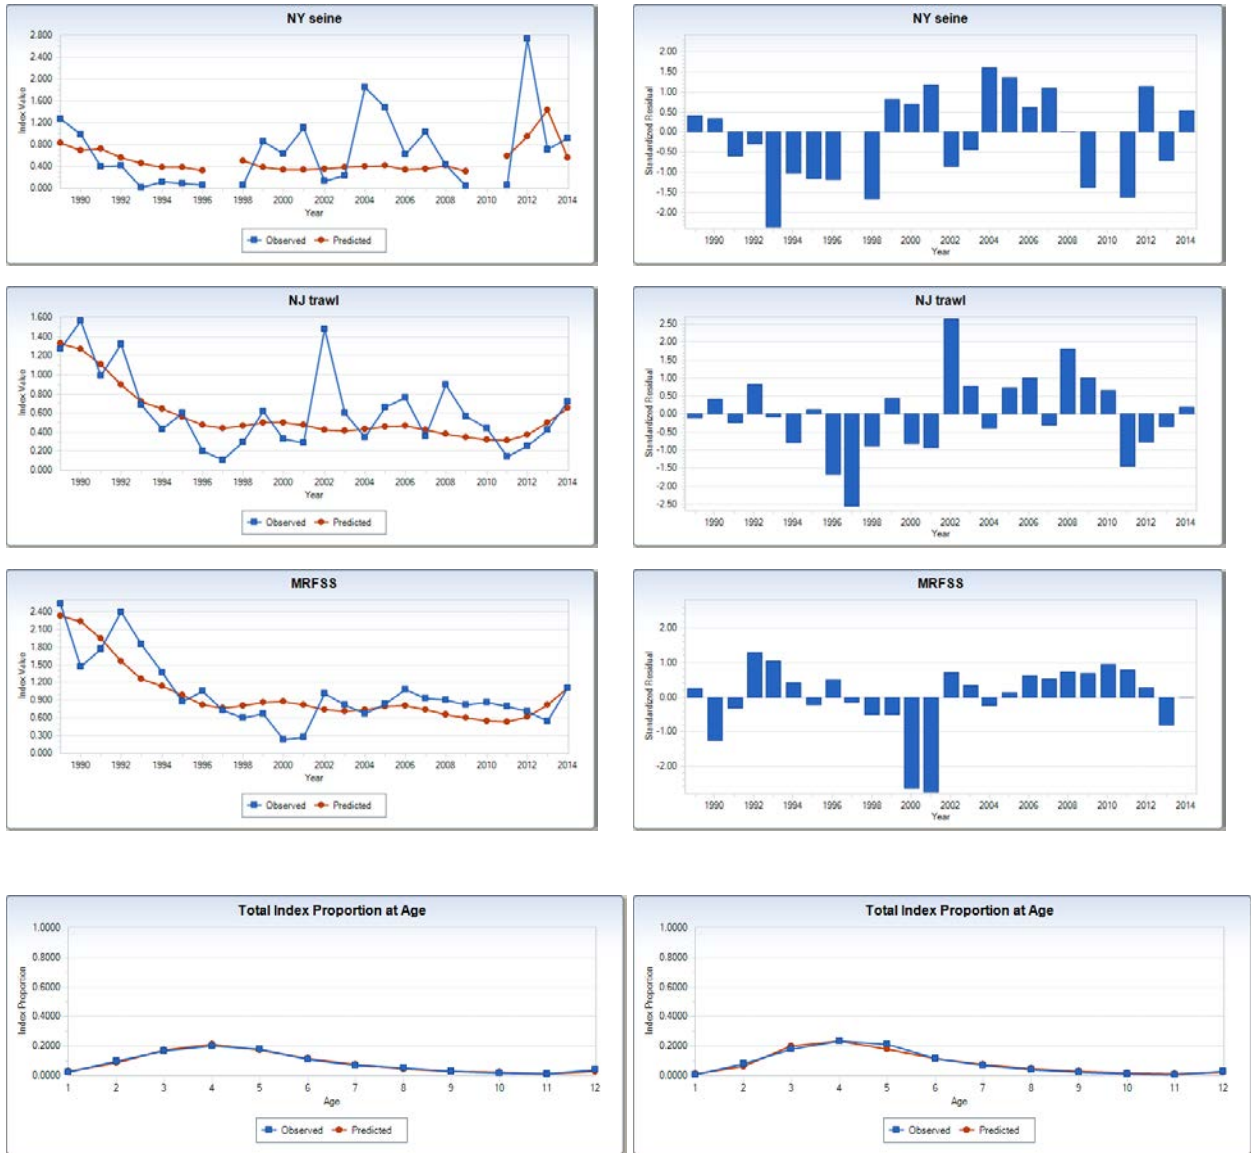 NY seine
2.800
2.400
2.000
1.600
1.200
0.800
0.400
0.000
Index Value
1990 1992 1994 1996 1998 2000 2002 2004 2006 2008 2010 2012 2014
Year
Observed Predicted
NY seine
2.00
1.50
1.00
0.50
0.00
-0.50
-1.00
-1.50
-2.00
Standardized Residual
1990 1992 1994 1996 1998 2000 2002 2004 2006 2008 2010 2012 2014
Year
NJ trawl
1.600
1.400
1.200
1.000
0.800
0.600
0.400
0.200
0.000
Index Value
1990 1992 1994 1996 1998 2000 2002 2004 2006 2008 2010 2012 2014
Year
Observed Predicted
NJ trawl
2.50
2.00
1.50
1.00
0.50
0.00
-0.50
-1.00
-1.50
-2.00
-2.50
Standardized Residual
1990 1992 1994 1996 1998 2000 2002 2004 2006 2008 2010 2012 2014
Year
MRFSS
2.400
2.100
1.800
1.500
1.200
0.900
0.600
0.300
0.000
Index Value
1990 1992 1994 1996 1998 2000 2002 2004 2006 2008 2010 2012 2014
Year
Observed Predicted
MRFSS
2.00
1.00
0.00
-1.00
-2.00
Standardized Residual
1990 1992 1994 1996 1998 2000 2002 2004 2006 2008 2010 2012 2014
Year
Total Index Proportion at Age
1.0000
0.8000
0.6000
0.4000
0.2000
0.0000
Index Proportion
1 2 3 4 5 6 7 8 9 10 11 12
Age
Observed Predicted
Total Index Proportion at Age
1.0000
0.8000
0.6000
0.4000
0.2000
0.0000
Index Proportion
1 2 3 4 5 6 7 8 9 10 11 12
Age
Observed Predicted